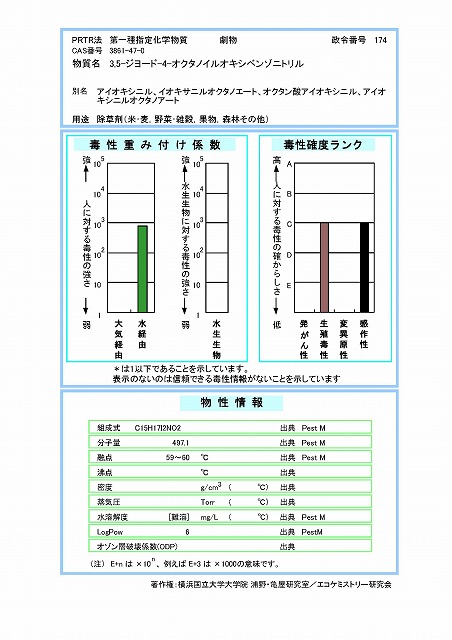 PRTR法 第一種指定化学物質 劇物 政令番号 174
CAS番号 3861-47-0
物質名 3,5-ジヨード-4-オクタノイルオキシベンゾニトリル
別名 アイオキシニル、イオキサニルオクタノエート、オクタン酸アイオキシニル、アイオ
キシニルオクタノアート
用途 除草剤(米・麦, 野菜・雑穀, 果物, 森林その他)
毒性重み付け係数
強 人に対する毒性の強さ 弱
10^5
10^4
10^3
10^2
10
1
大気経由 水経由
強 水生生物に対する毒性の強さ 弱
10^5
10^4
10^3
10^2
10
1
水生生物
毒性確度ランク
高 人に対する毒性の確からしさ 低
A
B
C
D
E
発がん性 生殖毒性 変異原性 感作性
*は1以下であることを示しています。
表示のないのは信頼できる毒性情報がないことを示しています
物性情報
組成式 C15H17I2NO2 出典 Pest M
分子量 497.1 出典 Pest M
融点 59～60 ℃ 出典 Pest M
沸点 ℃ 出典
密度 g/cm3 ( ℃) 出典
蒸気圧 Torr ( ℃) 出典
水溶解度 [難溶] mg/L ( ℃) 出典 Pest M
LogPow 6 出典 PestM
オゾン層破壊係数(ODP) 出典
(注) E+n は ×10^n、例えば E+3 は ×1000の意味です。
著作権:横浜国立大学大学院 浦野・亀屋研究室/エコケミストリー研究会